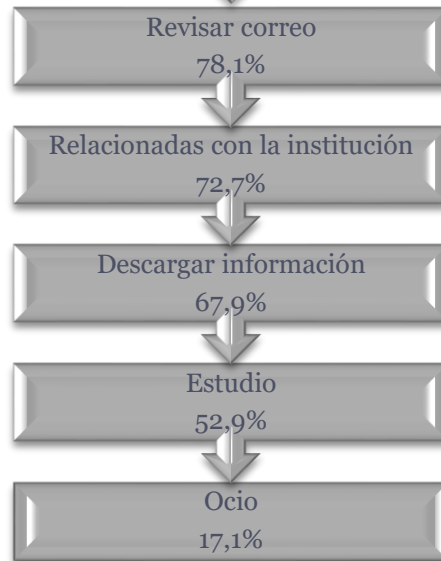 Revisar correo
78,1%
Relacionadas con la institución
72,7%
Descargar información
67,9%
Estudio
52,9%
Ocio
17,1%